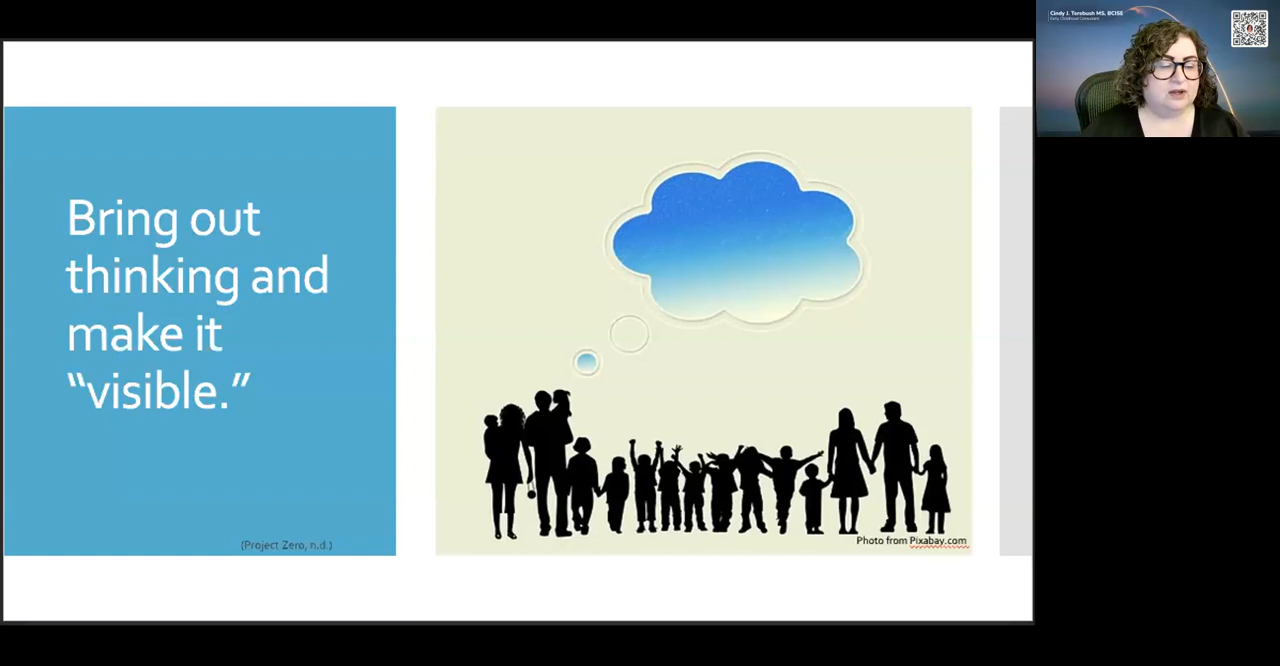 Bring out
thinking and
make it
“visible.”
(Project Zero, n.d.)
Photo from Pixabay.com
Cindy J. Terebush MS, BCISE
Early Childhood Consultant